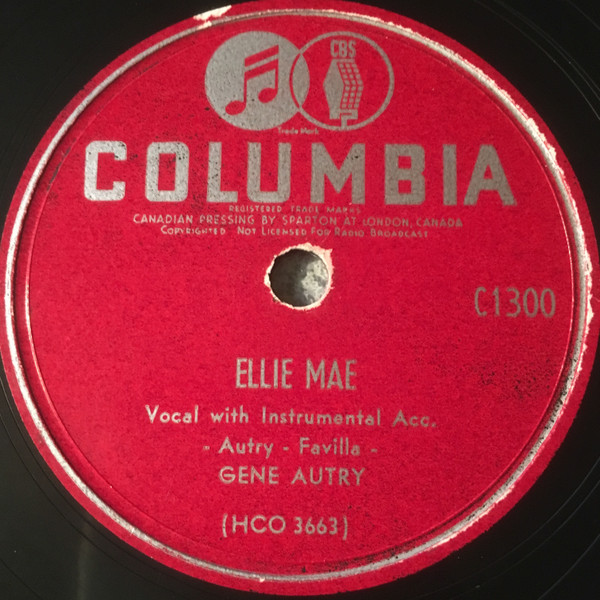 CBS
Trade Mark
COLUMBIA
REGISTERED TRADE MARKS
CANADIAN PRESSING BY SPARTON AT LONDON, CANADA
COPYRIGHTED NOT LICENSED FOR RADIO BROADCAST
C1300
ELLIE MAE
Vocal with Instrumental Acc.
- Autry - Favilla -
GENE AUTRY
(HCO 3663)